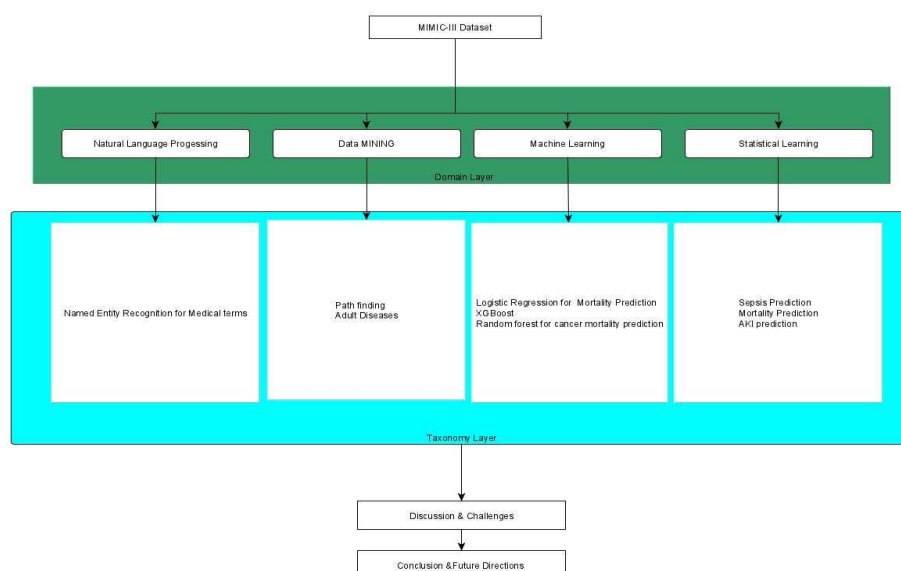 MIMIC-III Dataset
Natural Language Progessing
Data MINING
Machine Learning
Statistical Learning
Domain Layer
Named Entity Recognition for Medical terms
Path finding
Adult Diseases
Logistic Regression for Mortality Prediction
XGBoost
Random forest for cancer mortality prediction
Sepsis Prediction
Mortality Prediction
AKI prediction
Taxonomy Layer
Discussion & Challenges
Conclusion &Future Directions